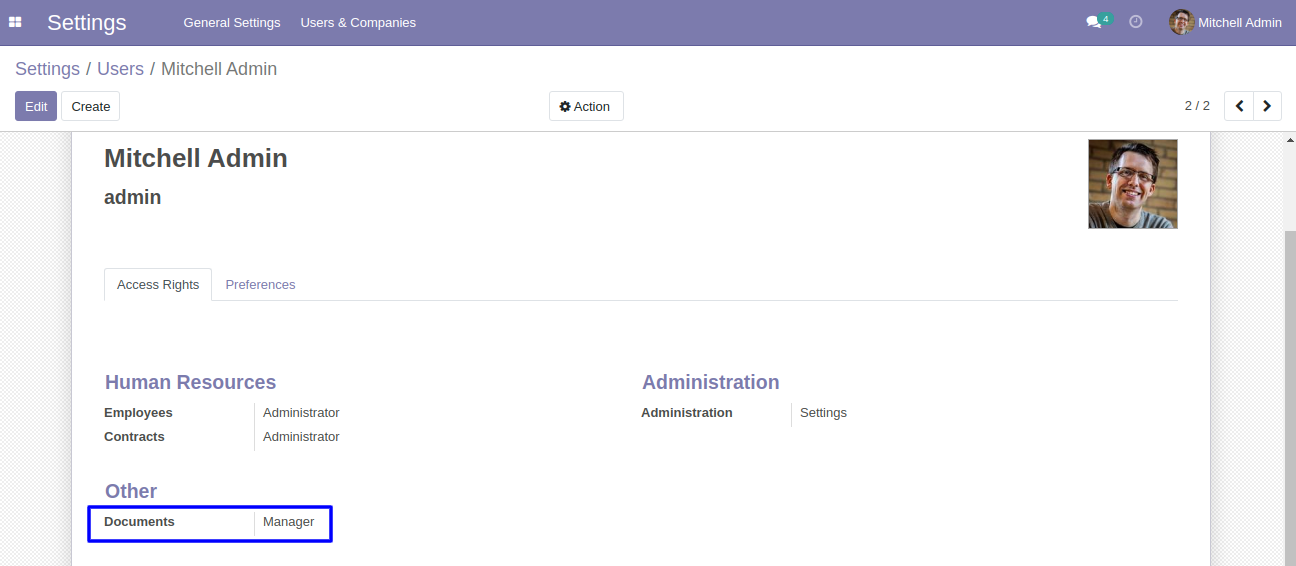 Settings General Settings Users & Companies 4 Mitchell Admin
Settings / Users / Mitchell Admin
Edit Create Action 2 / 2
Mitchell Admin
admin
Access Rights Preferences
Human Resources Administration
Employees Administrator Administration Settings
Contracts Administrator
Other
Documents Manager